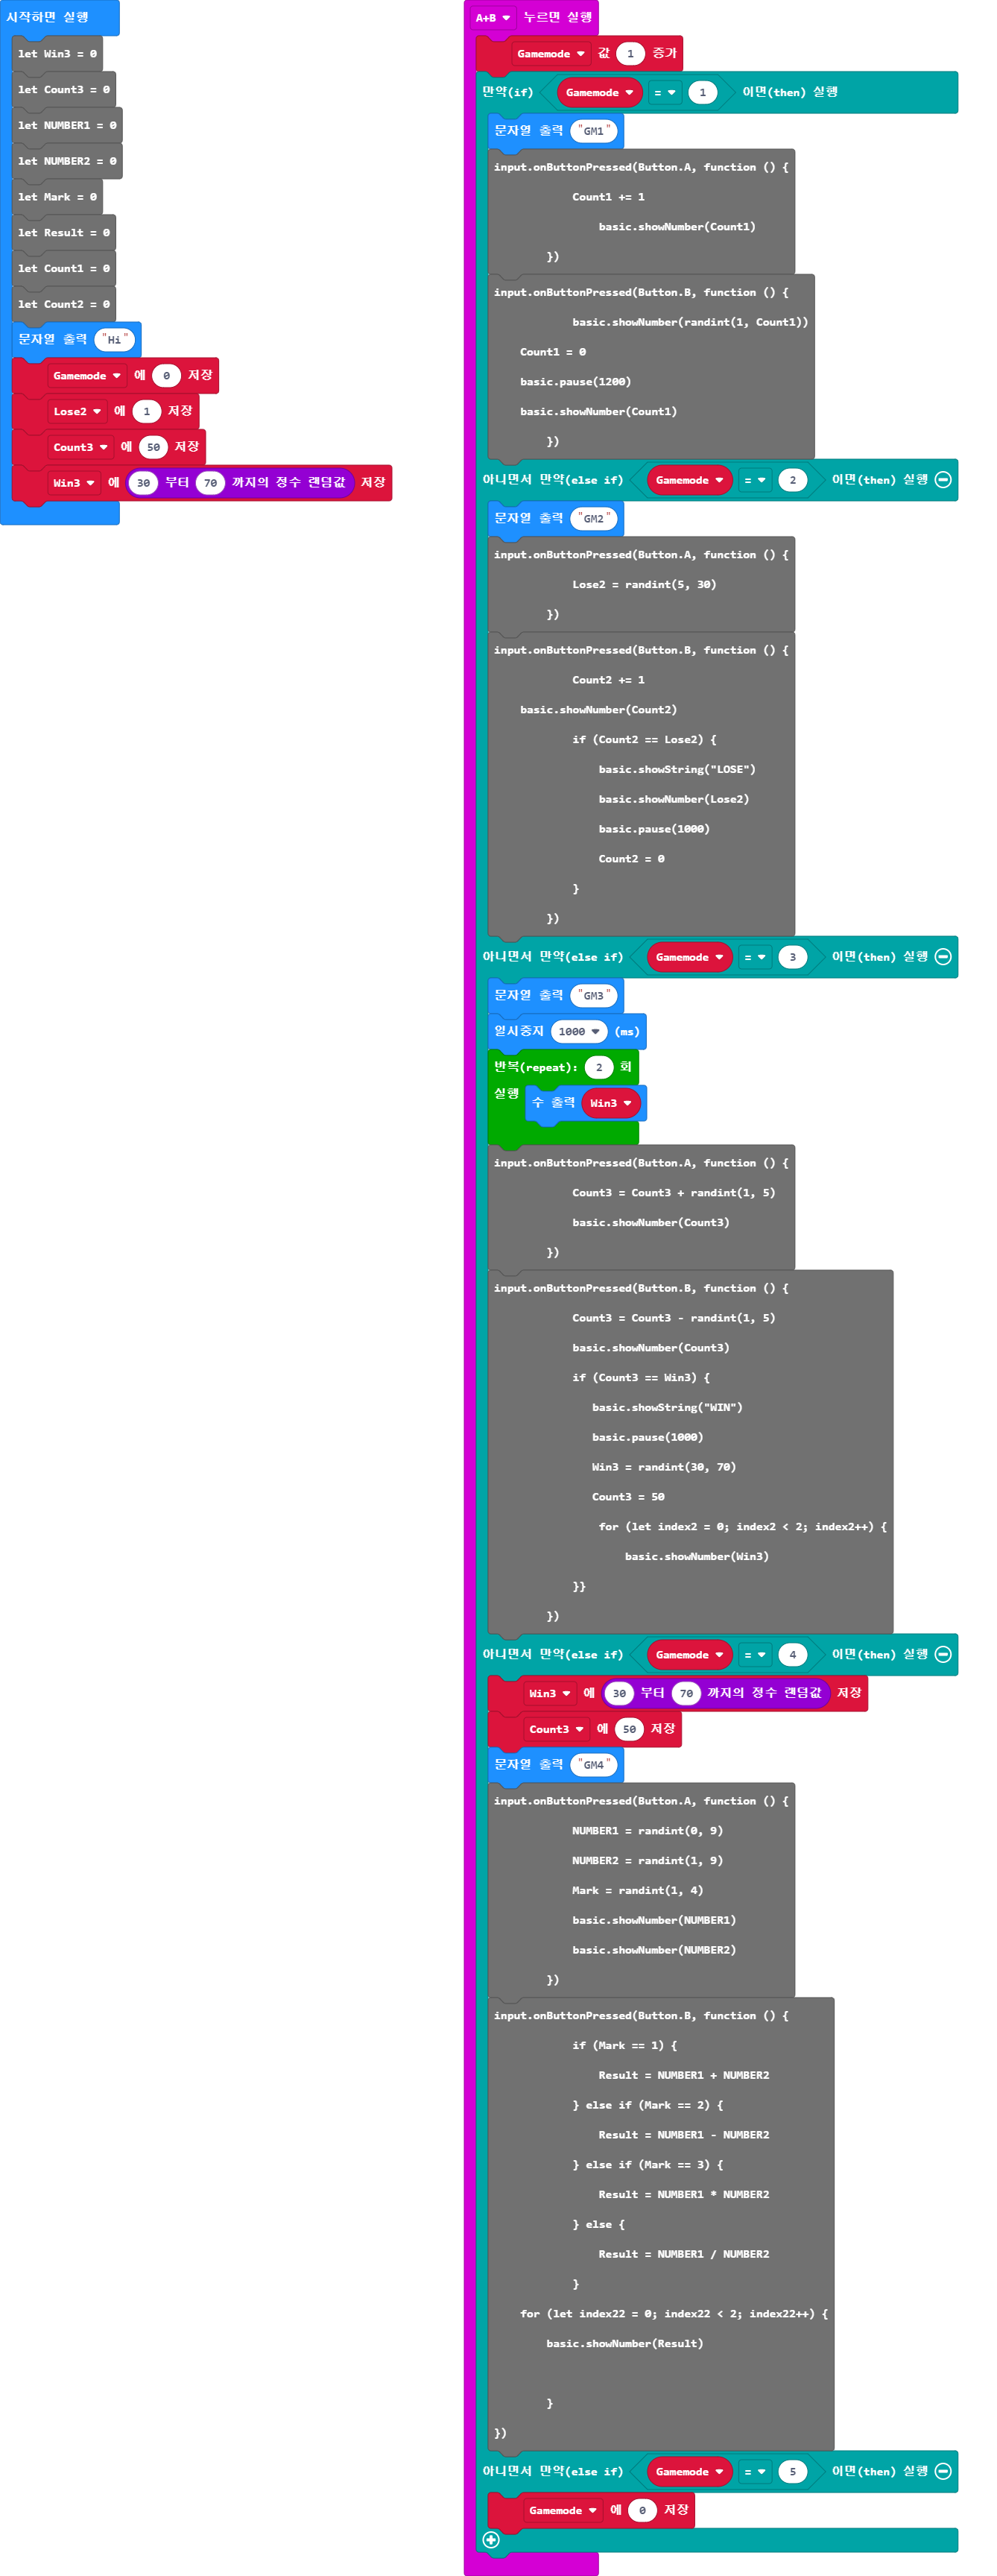 시작하면 실행
let Win3 = 0
let Count3 = 0
let NUMBER1 = 0
let NUMBER2 = 0
let Mark = 0
let Result = 0
let Count1 = 0
let Count2 = 0
문자열 출력 "Hi"
Gamemode 에 0 저장
Lose2 에 1 저장
Count3 에 50 저장
Win3 에 30 부터 70 까지의 정수 랜덤값 저장
A+B 누르면 실행
Gamemode 값 1 증가
만약(if) Gamemode = 1 이면(then) 실행
문자열 출력 "GM1"
input.onButtonPressed(Button.A, function () {
Count1 += 1
basic.showNumber(Count1)
})
input.onButtonPressed(Button.B, function () {
basic.showNumber(randint(1, Count1))
Count1 = 0
basic.pause(1200)
basic.showNumber(Count1)
})
아니면서 만약(else if) Gamemode = 2 이면(then) 실행
문자열 출력 "GM2"
input.onButtonPressed(Button.A, function () {
Lose2 = randint(5, 30)
})
input.onButtonPressed(Button.B, function () {
Count2 += 1
basic.showNumber(Count2)
if (Count2 == Lose2) {
basic.showString("LOSE")
basic.showNumber(Lose2)
basic.pause(1000)
Count2 = 0
}
})
아니면서 만약(else if) Gamemode = 3 이면(then) 실행
문자열 출력 "GM3"
일시중지 1000 (ms)
반복(repeat): 2 회
실행 수 출력 Win3
input.onButtonPressed(Button.A, function () {
Count3 = Count3 + randint(1, 5)
basic.showNumber(Count3)
})
input.onButtonPressed(Button.B, function () {
Count3 = Count3 - randint(1, 5)
basic.showNumber(Count3)
if (Count3 == Win3) {
basic.showString("WIN")
basic.pause(1000)
Win3 = randint(30, 70)
Count3 = 50
for (let index2 = 0; index2 < 2; index2++) {
basic.showNumber(Win3)
}}
})
아니면서 만약(else if) Gamemode = 4 이면(then) 실행
Win3 에 30 부터 70 까지의 정수 랜덤값 저장
Count3 에 50 저장
문자열 출력 "GM4"
input.onButtonPressed(Button.A, function () {
NUMBER1 = randint(0, 9)
NUMBER2 = randint(1, 9)
Mark = randint(1, 4)
basic.showNumber(NUMBER1)
basic.showNumber(NUMBER2)
})
input.onButtonPressed(Button.B, function () {
if (Mark == 1) {
Result = NUMBER1 + NUMBER2
} else if (Mark == 2) {
Result = NUMBER1 - NUMBER2
} else if (Mark == 3) {
Result = NUMBER1 * NUMBER2
} else {
Result = NUMBER1 / NUMBER2
}
for (let index22 = 0; index22 < 2; index22++) {
basic.showNumber(Result)
}
})
아니면서 만약(else if) Gamemode = 5 이면(then) 실행
Gamemode 에 0 저장